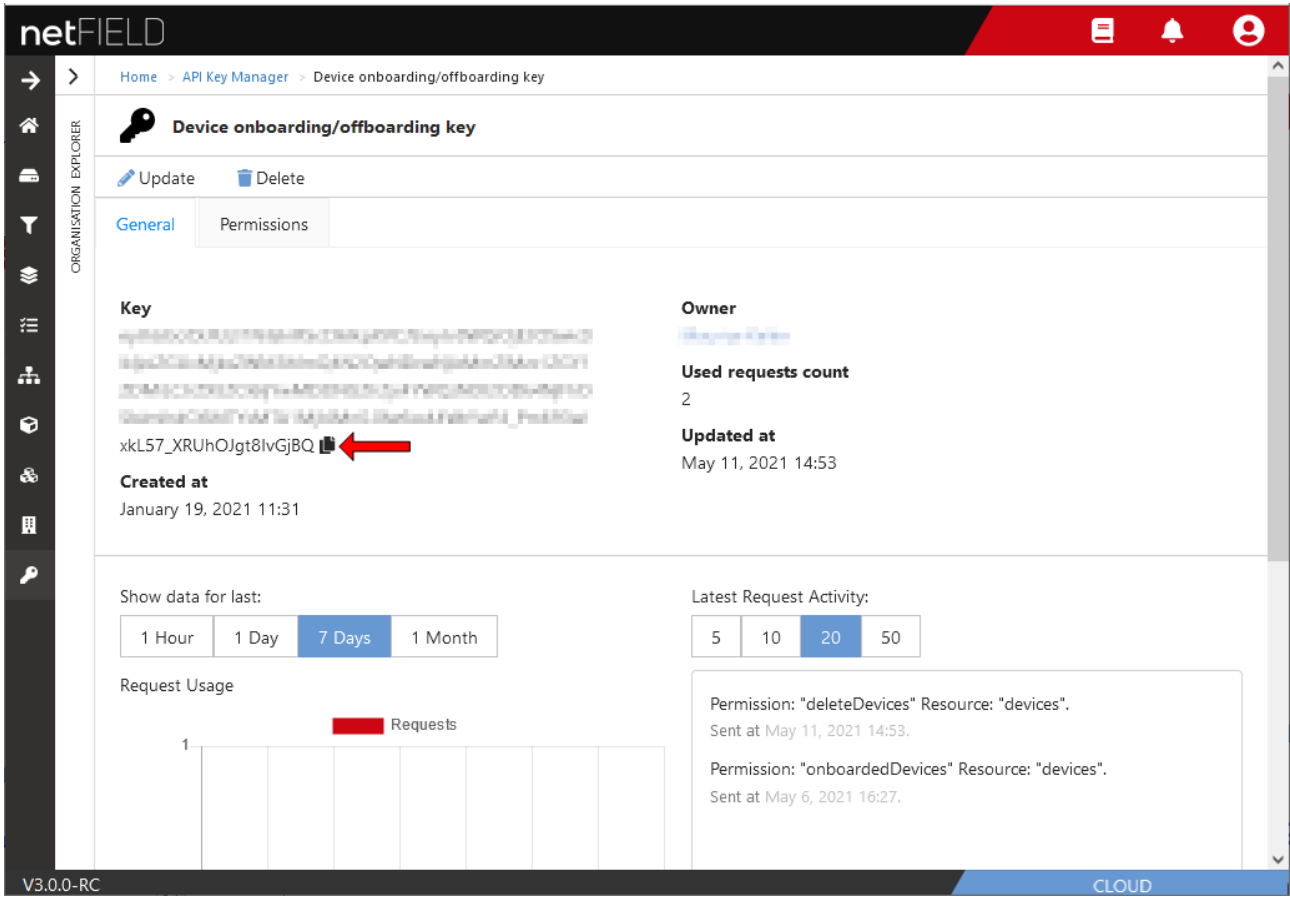 netFIELD
Home > API Key Manager > Device onboarding/offboarding key
ORGANISATION EXPLORER
Device onboarding/offboarding key
Update Delete
General Permissions
Key
xkL57_XRUhOJgt8IvGjBQ
Created at
January 19, 2021 11:31
Owner
Used requests count
2
Updated at
May 11, 2021 14:53
Show data for last:
1 Hour 1 Day 7 Days 1 Month
Request Usage
Requests
1
Latest Request Activity:
5 10 20 50
Permission: "deleteDevices" Resource: "devices".
Sent at May 11, 2021 14:53.
Permission: "onboardedDevices" Resource: "devices".
Sent at May 6, 2021 16:27.
V3.0.0-RC
CLOUD